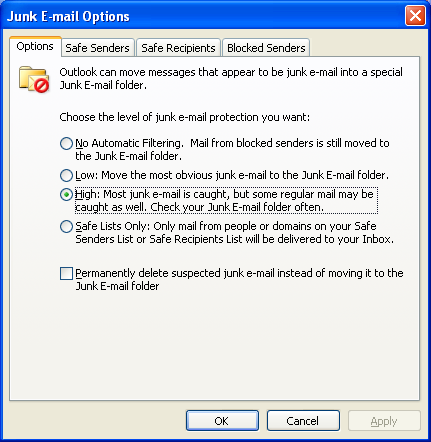 Junk E-mail Options
Options
Safe Senders
Safe Recipients
Blocked Senders
Outlook can move messages that appear to be junk e-mail into a special
Junk E-mail folder.
Choose the level of junk e-mail protection you want:
No Automatic Filtering.  Mail from blocked senders is still moved to
the Junk E-mail folder.
Low: Move the most obvious junk e-mail to the Junk E-mail folder.
High: Most junk e-mail is caught, but some regular mail may be
caught as well. Check your Junk E-mail folder often.
Safe Lists Only: Only mail from people or domains on your Safe
Senders List or Safe Recipients List will be delivered to your Inbox.
Permanently delete suspected junk e-mail instead of moving it to the
Junk E-mail folder
OK
Cancel
Apply